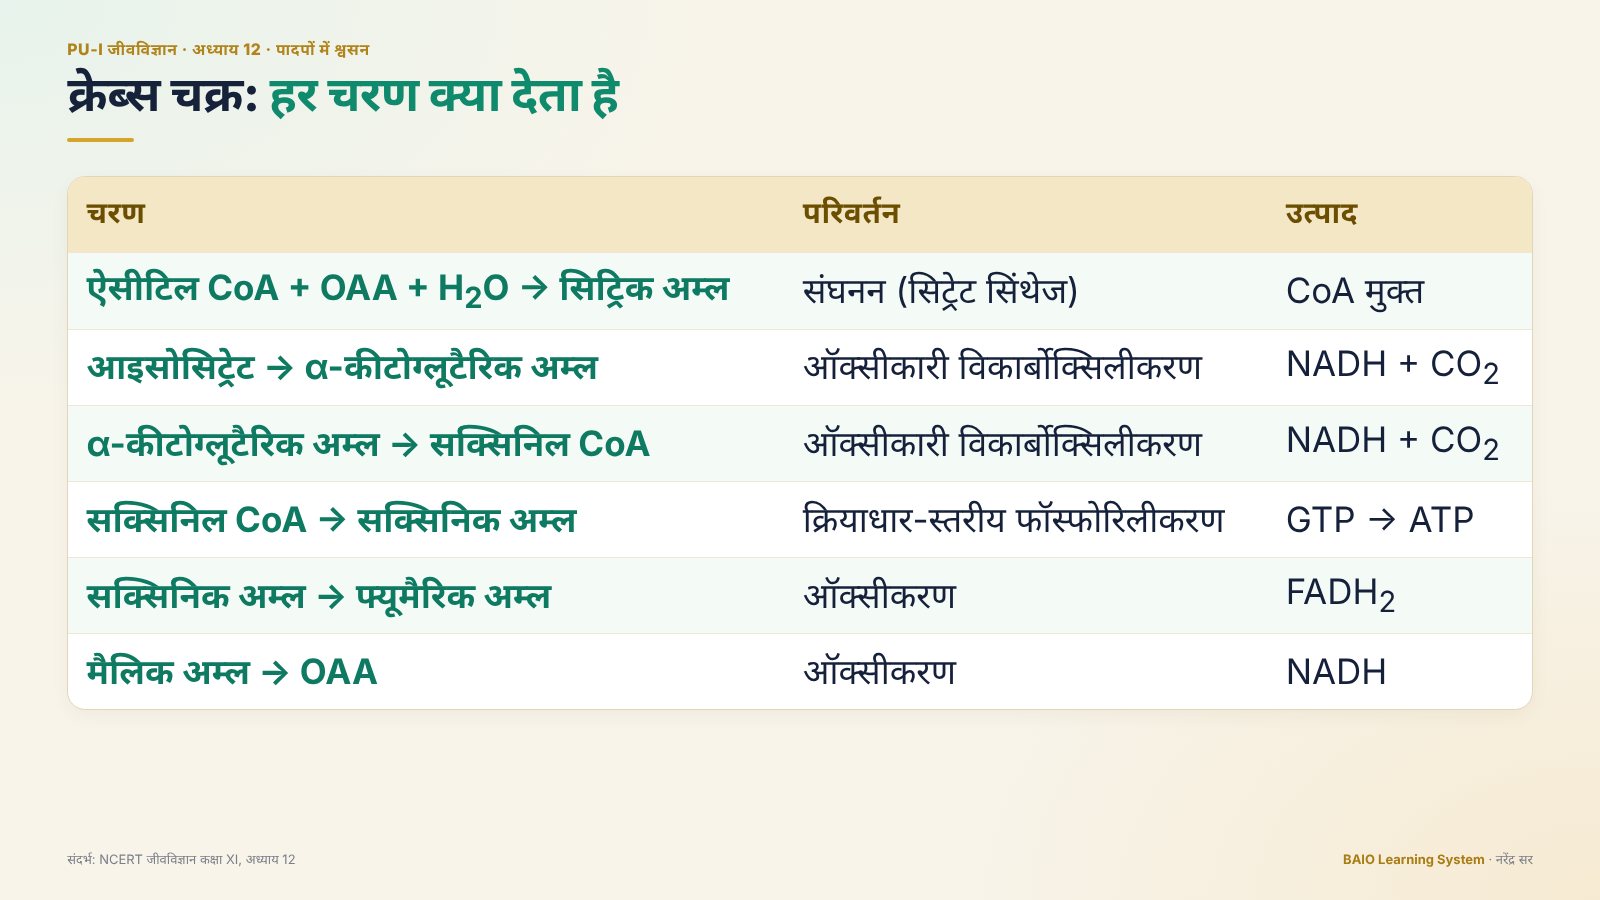 PU-I जीवविज्ञान · अध्याय 12 · पादपों में श्वसन
क्रेब्स चक्र: हर चरण क्या देता है
चरण परिवर्तन उत्पाद
ऐसीटिल CoA + OAA + H₂O → सिट्रिक अम्ल संघनन (सिट्रेट सिंथेज) CoA मुक्त
आइसोसिट्रेट → α-कीटोग्लूटैरिक अम्ल ऑक्सीकारी विकार्बोक्सिलीकरण NADH + CO₂
α-कीटोग्लूटैरिक अम्ल → सक्सिनिल CoA ऑक्सीकारी विकार्बोक्सिलीकरण NADH + CO₂
सक्सिनिल CoA → सक्सिनिक अम्ल क्रियाधार-स्तरीय फॉस्फोरिलीकरण GTP → ATP
सक्सिनिक अम्ल → फ्यूमैरिक अम्ल ऑक्सीकरण FADH₂
मैलिक अम्ल → OAA ऑक्सीकरण NADH
संदर्भ: NCERT जीवविज्ञान कक्षा XI, अध्याय 12 BAIO Learning System · नरेंद्र सर